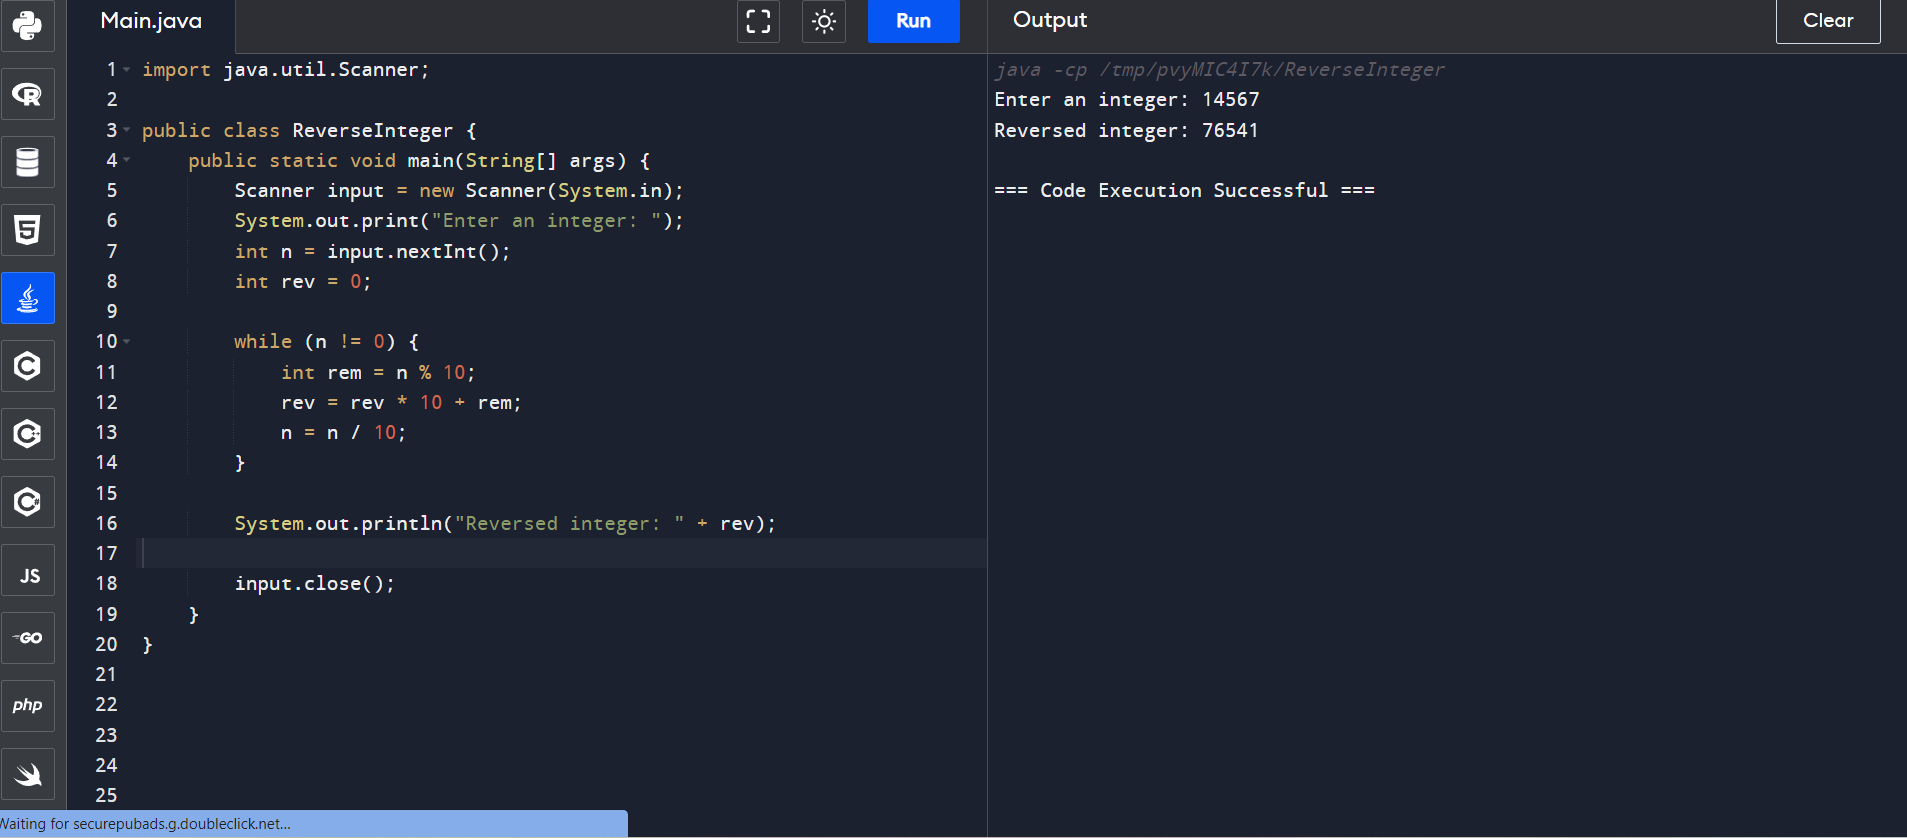 Main.java
Run
Output
Clear
1 import java.util.Scanner;
2
3 public class ReverseInteger {
4     public static void main(String[] args) {
5         Scanner input = new Scanner(System.in);
6         System.out.print("Enter an integer: ");
7         int n = input.nextInt();
8         int rev = 0;
9
10         while (n != 0) {
11             int rem = n % 10;
12             rev = rev * 10 + rem;
13             n = n / 10;
14         }
15
16         System.out.println("Reversed integer: " + rev);
17
18         input.close();
19     }
20 }
21
22
23
24
25
java -cp /tmp/pvyMIC4I7k/ReverseInteger
Enter an integer: 14567
Reversed integer: 76541
=== Code Execution Successful ===
R
5
C
C++
C#
JS
GO
php
Waiting for securepubads.g.doubleclick.net...